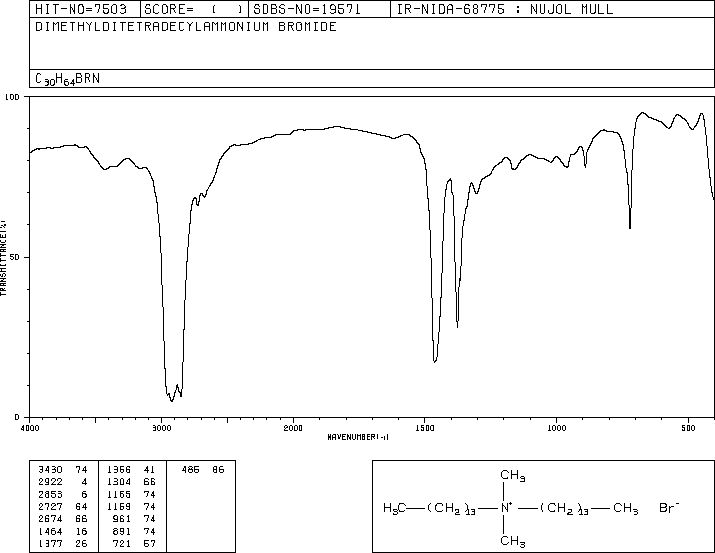 HIT-NO=7503 SCORE= ( ) SDBS-NO=19571 IR-NIDA-68775 : NUJOL MULL
DIMETHYLDITETRADECYLAMMONIUM BROMIDE
C30H64BRN
100
50
0
TRANSMITTANCE(%)
4000 3000 2000 1500 1000 500
WAVENUMBER(-1)
3430 74 1366 41 486 86
2922 4 1304 66
2853 6 1165 74
2727 64 1159 74
2674 66 961 74
1464 16 891 74
1377 26 721 57
CH3
H3C—(CH2)13—N+—(CH2)13—CH3 Br-
CH3